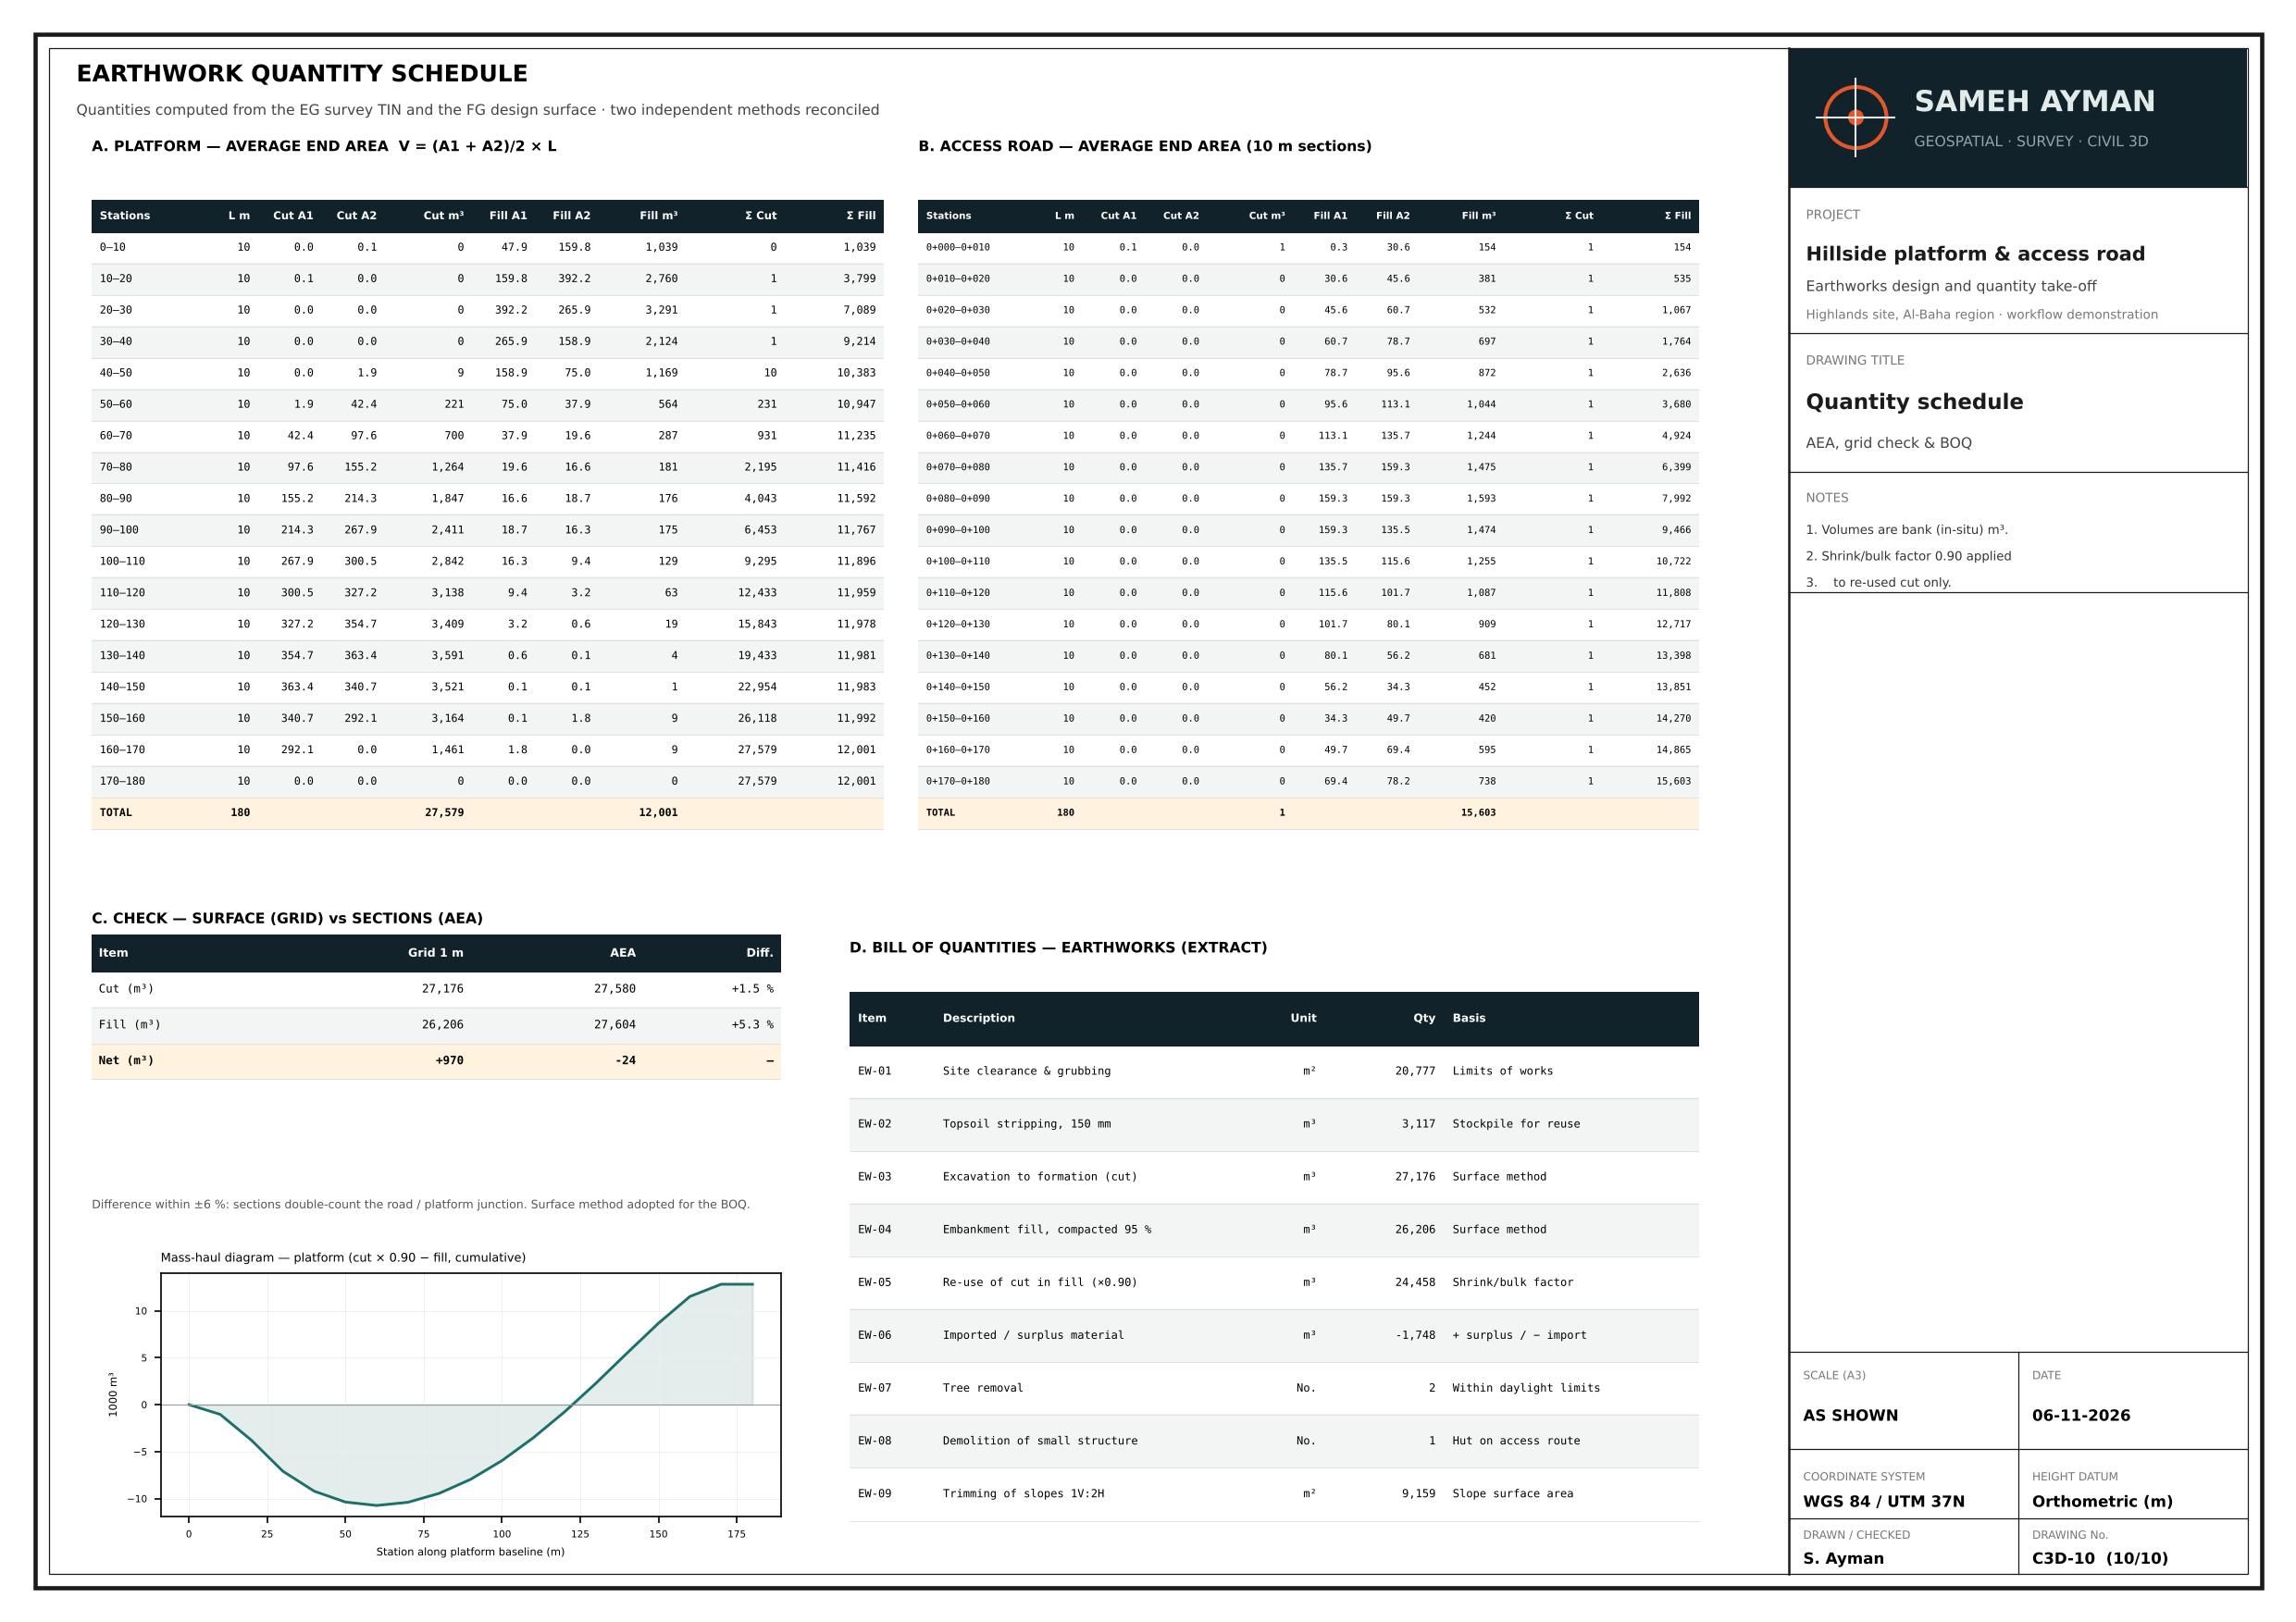 EARTHWORK QUANTITY SCHEDULE
Quantities computed from the EG survey TIN and the FG design surface · two independent methods reconciled
A. PLATFORM — AVERAGE END AREA  V = (A1 + A2)/2 × L
Stations L m Cut A1 Cut A2 Cut m³ Fill A1 Fill A2 Fill m³ Σ Cut Σ Fill
0–10 10 0.0 0.1 0 47.9 159.8 1,039 0 1,039
10–20 10 0.1 0.0 0 159.8 392.2 2,760 1 3,799
20–30 10 0.0 0.0 0 392.2 265.9 3,291 1 7,089
30–40 10 0.0 0.0 0 265.9 158.9 2,124 1 9,214
40–50 10 0.0 1.9 9 158.9 75.0 1,169 10 10,383
50–60 10 1.9 42.4 221 75.0 37.9 564 231 10,947
60–70 10 42.4 97.6 700 37.9 19.6 287 931 11,235
70–80 10 97.6 155.2 1,264 19.6 16.6 181 2,195 11,416
80–90 10 155.2 214.3 1,847 16.6 18.7 176 4,043 11,592
90–100 10 214.3 267.9 2,411 18.7 16.3 175 6,453 11,767
100–110 10 267.9 300.5 2,842 16.3 9.4 129 9,295 11,896
110–120 10 300.5 327.2 3,138 9.4 3.2 63 12,433 11,959
120–130 10 327.2 354.7 3,409 3.2 0.6 19 15,843 11,978
130–140 10 354.7 363.4 3,591 0.6 0.1 4 19,433 11,981
140–150 10 363.4 340.7 3,521 0.1 0.1 1 22,954 11,983
150–160 10 340.7 292.1 3,164 0.1 1.8 9 26,118 11,992
160–170 10 292.1 0.0 1,461 1.8 0.0 9 27,579 12,001
170–180 10 0.0 0.0 0 0.0 0.0 0 27,579 12,001
TOTAL 180 27,579 12,001
B. ACCESS ROAD — AVERAGE END AREA (10 m sections)
Stations L m Cut A1 Cut A2 Cut m³ Fill A1 Fill A2 Fill m³ Σ Cut Σ Fill
0+000–0+010 10 0.1 0.0 1 0.3 30.6 154 1 154
0+010–0+020 10 0.0 0.0 0 30.6 45.6 381 1 535
0+020–0+030 10 0.0 0.0 0 45.6 60.7 532 1 1,067
0+030–0+040 10 0.0 0.0 0 60.7 78.7 697 1 1,764
0+040–0+050 10 0.0 0.0 0 78.7 95.6 872 1 2,636
0+050–0+060 10 0.0 0.0 0 95.6 113.1 1,044 1 3,680
0+060–0+070 10 0.0 0.0 0 113.1 135.7 1,244 1 4,924
0+070–0+080 10 0.0 0.0 0 135.7 159.3 1,475 1 6,399
0+080–0+090 10 0.0 0.0 0 159.3 159.3 1,593 1 7,992
0+090–0+100 10 0.0 0.0 0 159.3 135.5 1,474 1 9,466
0+100–0+110 10 0.0 0.0 0 135.5 115.6 1,255 1 10,722
0+110–0+120 10 0.0 0.0 0 115.6 101.7 1,087 1 11,808
0+120–0+130 10 0.0 0.0 0 101.7 80.1 909 1 12,717
0+130–0+140 10 0.0 0.0 0 80.1 56.2 681 1 13,398
0+140–0+150 10 0.0 0.0 0 56.2 34.3 452 1 13,851
0+150–0+160 10 0.0 0.0 0 34.3 49.7 420 1 14,270
0+160–0+170 10 0.0 0.0 0 49.7 69.4 595 1 14,865
0+170–0+180 10 0.0 0.0 0 69.4 78.2 738 1 15,603
TOTAL 180 1 15,603
C. CHECK — SURFACE (GRID) vs SECTIONS (AEA)
Item Grid 1 m AEA Diff.
Cut (m³) 27,176 27,580 +1.5 %
Fill (m³) 26,206 27,604 +5.3 %
Net (m³) +970 -24 —
Difference within ±6 %: sections double-count the road / platform junction. Surface method adopted for the BOQ.
Mass-haul diagram — platform (cut × 0.90 − fill, cumulative)
1000 m³
10
5
0
−5
−10
0 25 50 75 100 125 150 175
Station along platform baseline (m)
D. BILL OF QUANTITIES — EARTHWORKS (EXTRACT)
Item Description Unit Qty Basis
EW-01 Site clearance & grubbing m² 20,777 Limits of works
EW-02 Topsoil stripping, 150 mm m³ 3,117 Stockpile for reuse
EW-03 Excavation to formation (cut) m³ 27,176 Surface method
EW-04 Embankment fill, compacted 95 % m³ 26,206 Surface method
EW-05 Re-use of cut in fill (×0.90) m³ 24,458 Shrink/bulk factor
EW-06 Imported / surplus material m³ -1,748 + surplus / − import
EW-07 Tree removal No. 2 Within daylight limits
EW-08 Demolition of small structure No. 1 Hut on access route
EW-09 Trimming of slopes 1V:2H m² 9,159 Slope surface area
SAMEH AYMAN
GEOSPATIAL · SURVEY · CIVIL 3D
PROJECT
Hillside platform & access road
Earthworks design and quantity take-off
Highlands site, Al-Baha region · workflow demonstration
DRAWING TITLE
Quantity schedule
AEA, grid check & BOQ
NOTES
1. Volumes are bank (in-situ) m³.
2. Shrink/bulk factor 0.90 applied
3.    to re-used cut only.
SCALE (A3) DATE
AS SHOWN 06-11-2026
COORDINATE SYSTEM HEIGHT DATUM
WGS 84 / UTM 37N Orthometric (m)
DRAWN / CHECKED DRAWING No.
S. Ayman C3D-10  (10/10)